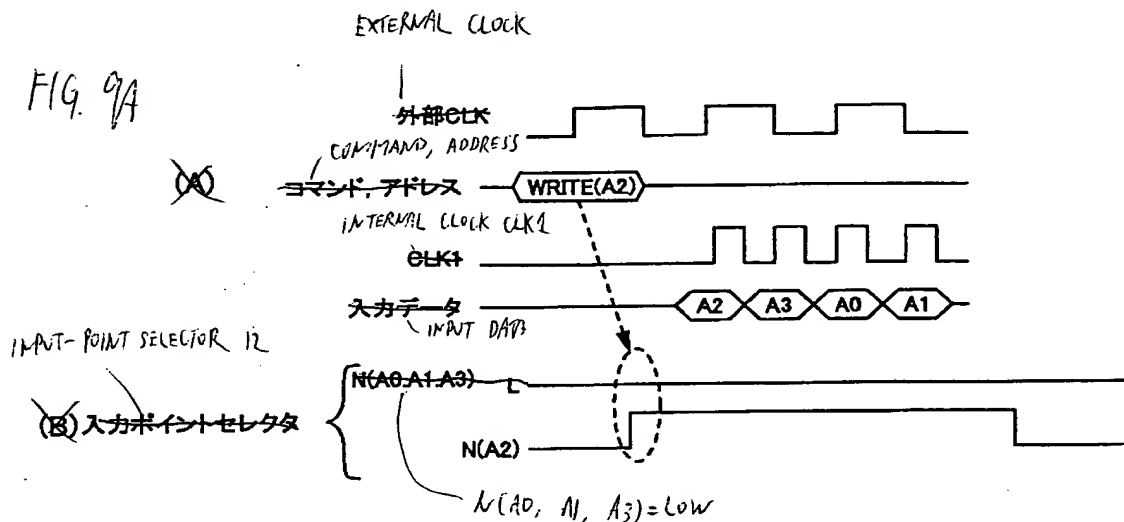 EXTERNAL CLOCK
FIG. 9A
外部CLK
COMMAND, ADDRESS
(A)
コマンド，アドレス
WRITE(A2)
INTERNAL CLOCK CLK1
CLK1
入力データ
A2 A3 A0 A1
INPUT DATA
INPUT-POINT SELECTOR 12
N(A0.A1.A3)
L
(B)入力ポイントセレクタ
N(A2)
N(A0, A1, A3)=LOW